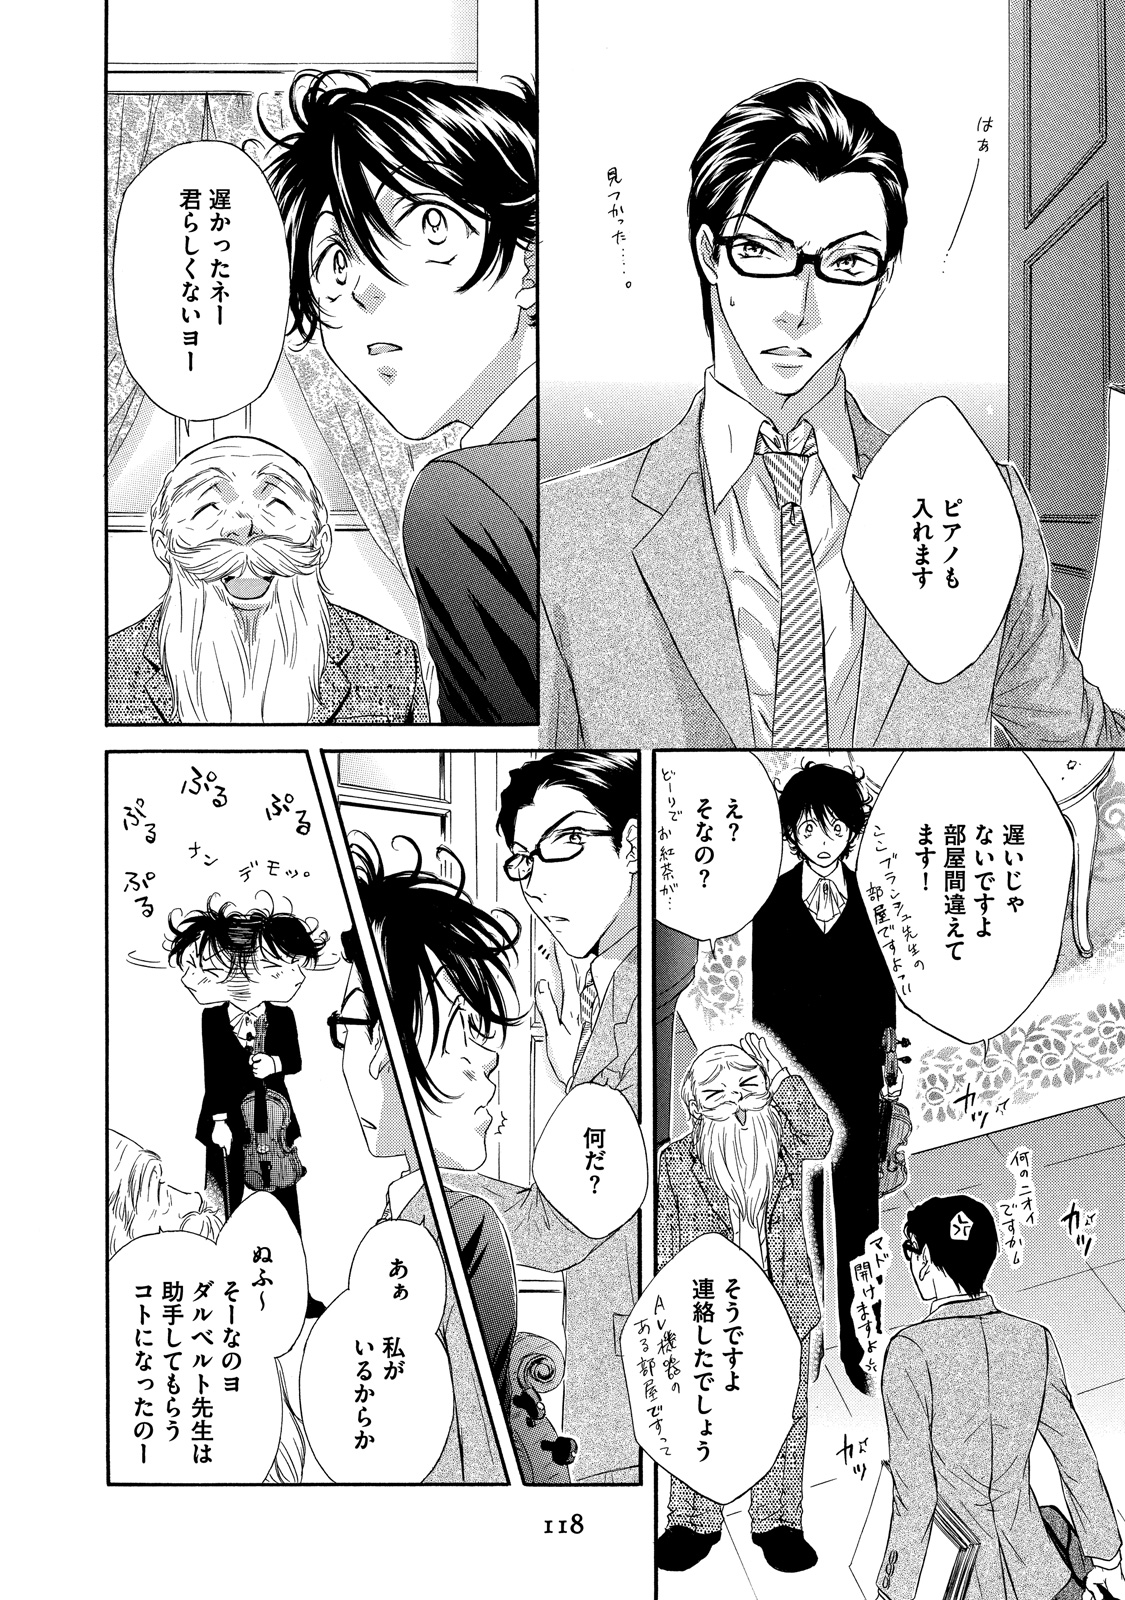 はぁ
見つかった……。
ピアノも
入れます
遅かったネー
君らしくないヨー
遅いじゃ
ないですよ
部屋間違えて
ます！
ここブランシュ先生の
部屋ですよっ
え？
そなの？
どーりで
お紅茶が…
カッ
カッ
何のニオイ
ですか
マド
開けますよ
カッ
そうですよ
連絡したでしょう
AV機器の
ある部屋ですって
何だ？
あぁ
私が
いるからか
ぷる
ぷる
ぷる
ぷる
ナン
デモッ。
ぬふ〜
そーなのヨ
ダルベルト先生は
助手してもらう
コトになったのー
118